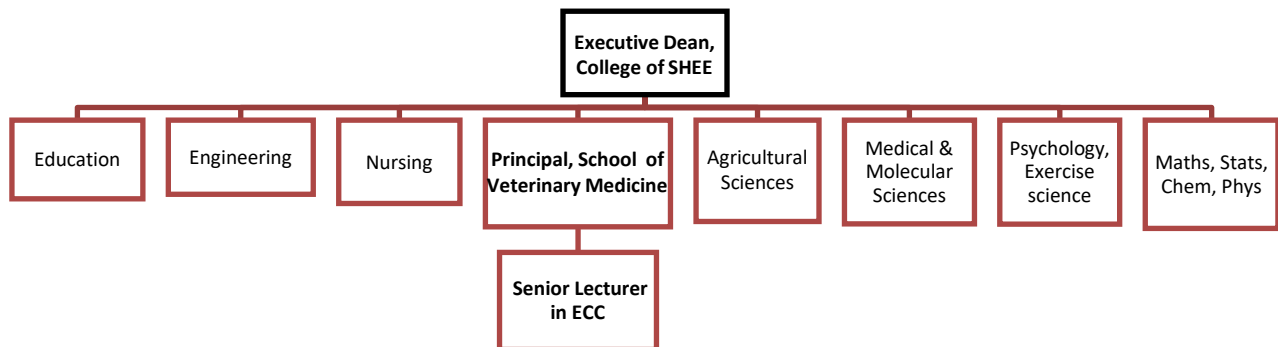 Executive Dean,
College of SHEE
Education
Engineering
Nursing
Principal, School of
Veterinary Medicine
Agricultural
Sciences
Medical &
Molecular
Sciences
Psychology,
Exercise
science
Maths, Stats,
Chem, Phys
Senior Lecturer
in ECC